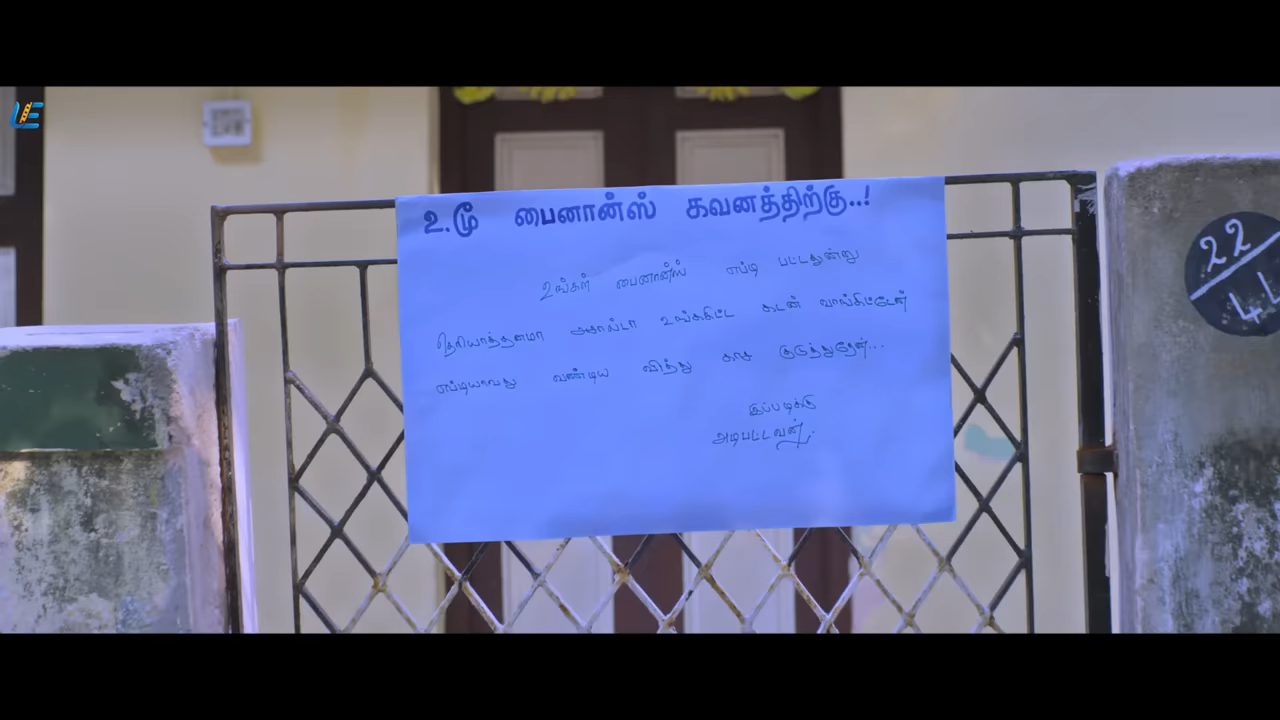 உ.மூ பைனான்ஸ் கவனத்திற்கு..!
உங்கள் பைனான்ஸ் எப்டி பட்டதுன்று
தெரியாத்தனமா அசால்டா உங்ககிட்ட கடன் வாங்கிட்டேன்
எப்டியாவது வண்டிய வித்து காச குடுத்துறேன்...
இப்படிக்கு
அடிபட்டவன்.
22
44
LE